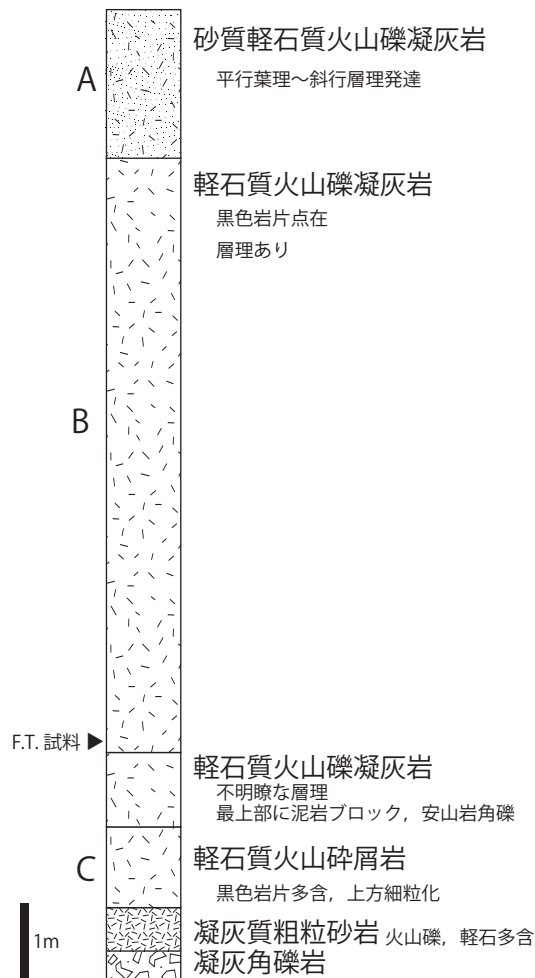 A
砂質軽石質火山礫凝灰岩
平行葉理〜斜行層理発達
軽石質火山礫凝灰岩
黒色岩片点在
層理あり
B
F.T. 試料
軽石質火山礫凝灰岩
不明瞭な層理
最上部に泥岩ブロック，安山岩角礫
C
軽石質火山砕屑岩
黒色岩片多含，上方細粒化
1m
凝灰質粗粒砂岩 火山礫，軽石多含
凝灰角礫岩